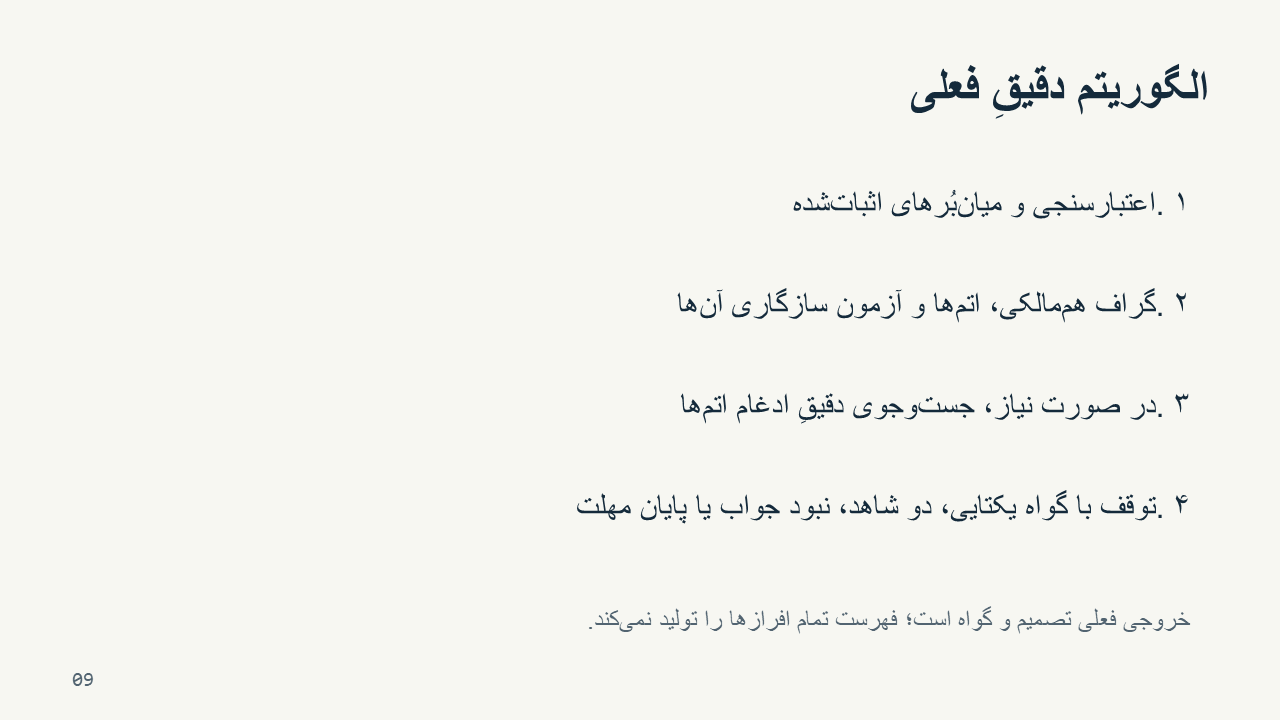 الگوریتم دقیقِ فعلی
۱ .اعتبارسنجی و میان‌بُرهای اثبات‌شده
۲ .گراف هم‌مالکی، اتم‌ها و آزمون سازگاری آن‌ها
۳ .در صورت نیاز، جست‌وجوی دقیقِ ادغام اتم‌ها
۴ .توقف با گواه یکتایی، دو شاهد، نبود جواب یا پایان مهلت
خروجی فعلی تصمیم و گواه است؛ فهرست تمام افرازها را تولید نمی‌کند.
09